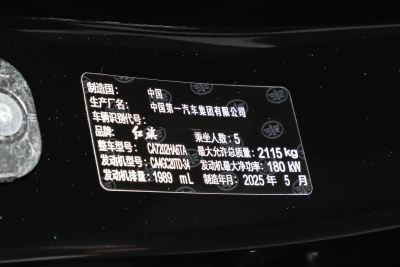 制造国： 中国
生产厂名： 中国第一汽车集团有限公司
车辆识别代号：
品牌： 红旗 乘坐人数：5
整车型号： CA7202HA6TA 最大允许总质量：2115 kg
发动机型号：CA4GC20TD-34 发动机最大净功率：180 kW
发动机排量：1989 mL 制造年月：2025 年 5 月